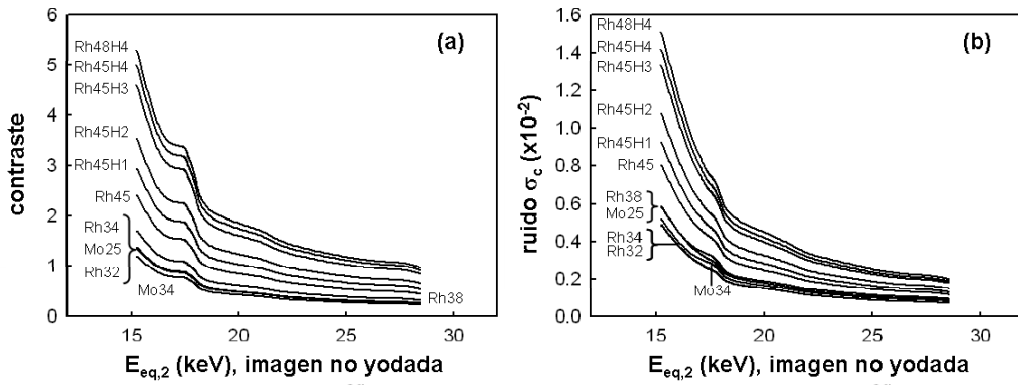 (a)
contraste
6
5
4
3
2
1
0
Rh48H4
Rh45H4
Rh45H3
Rh45H2
Rh45H1
Rh45
Rh34
Mo25
Rh32
Mo34
Rh38
15 20 25 30
E_eq,2 (keV), imagen no yodada
(b)
ruido σ_c (x10^-2)
1.6
1.4
1.2
1.0
0.8
0.6
0.4
0.2
0.0
Rh48H4
Rh45H4
Rh45H3
Rh45H2
Rh45H1
Rh45
Rh38
Mo25
Rh34
Rh32
Mo34
15 20 25 30
E_eq,2 (keV), imagen no yodada